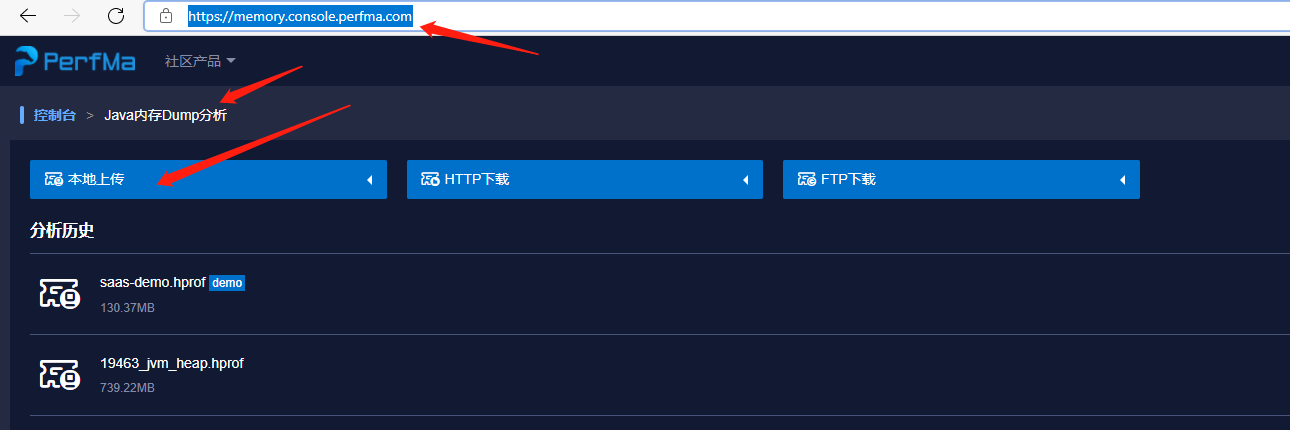 https://memory.console.perfma.com
PerfMa 社区产品
控制台 > Java内存Dump分析
本地上传 HTTP下载 FTP下载
分析历史
saas-demo.hprof demo
130.37MB
19463_jvm_heap.hprof
739.22MB